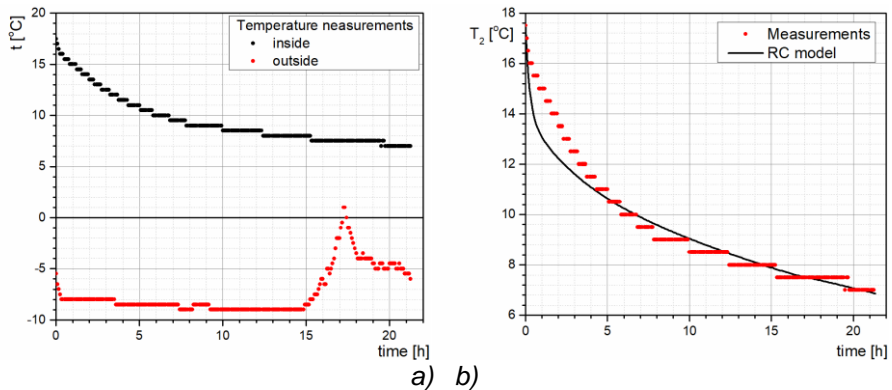 Temperature neasurements
inside
outside
t [°C]
20
15
10
5
0
-5
-10
0
5
10
15
20
time [h]
T₂ [°C]
Measurements
RC model
18
16
14
12
10
8
6
0
5
10
15
20
time [h]
a) b)